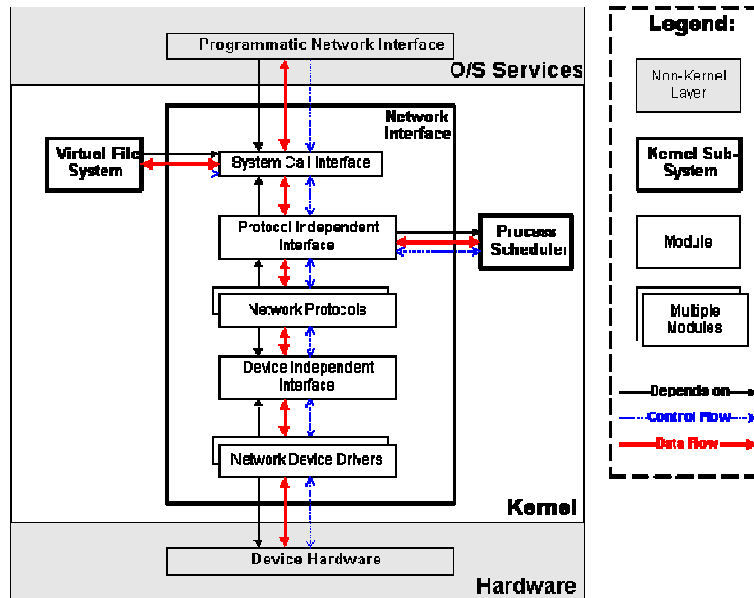 Programmatic Network Interface
O/S Services
Network
Interface
Virtual File
System
System Call Interface
Protocol Independent
Interface
Process
Scheduler
Network Protocols
Device Independent
Interface
Network Device Drivers
Kernel
Device Hardware
Hardware
Legend:
Non-Kernel
Layer
Kernel Sub-
System
Module
Multiple
Modules
Depends on
Control Flow
Data Flow